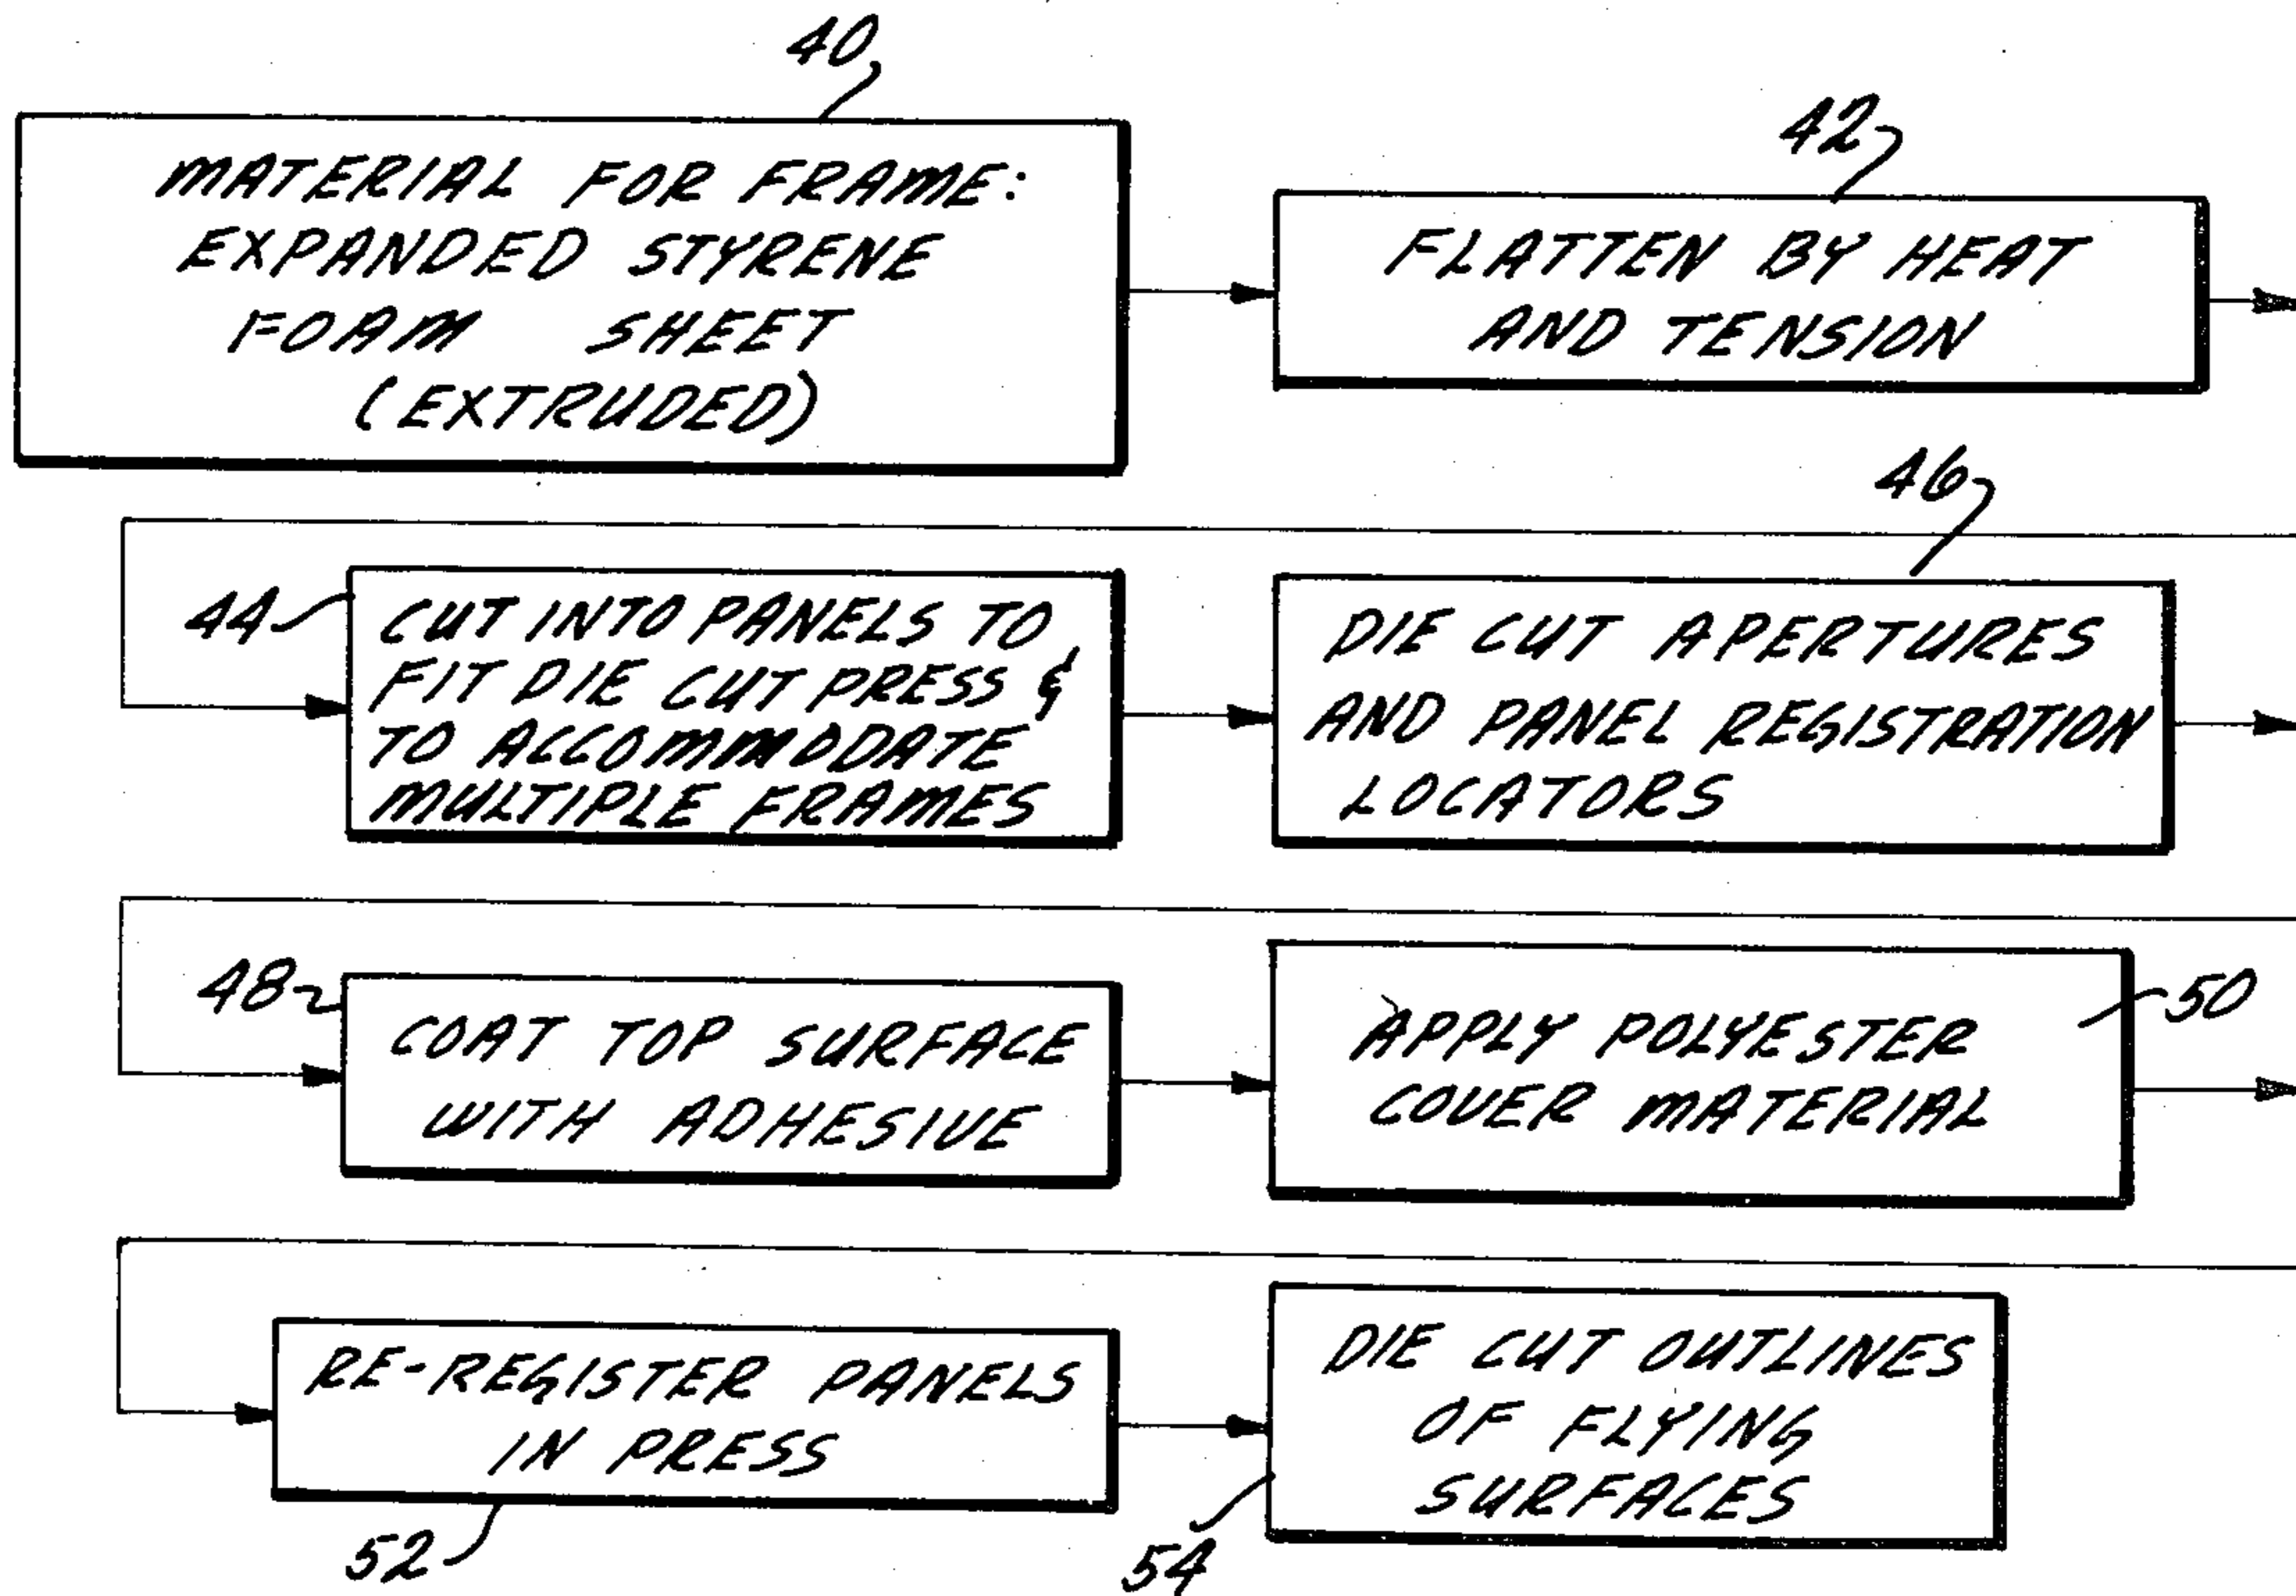 40
MATERIAL FOR FRAME:
EXPANDED STYRENE
FOAM SHEET
(EXTRUDED)
42
FLATTEN BY HEAT
AND TENSION
44
CUT INTO PANELS TO
FIT DIE CUT PRESS &
TO ACCOMMODATE
MULTIPLE FRAMES
46
DIE CUT APERTURES
AND PANEL REGISTRATION
LOCATORS
48
COAT TOP SURFACE
WITH ADHESIVE
50
APPLY POLYESTER
COVER MATERIAL
RE-REGISTER PANELS
IN PRESS
52
DIE CUT OUTLINES
OF FLYING
SURFACES
54